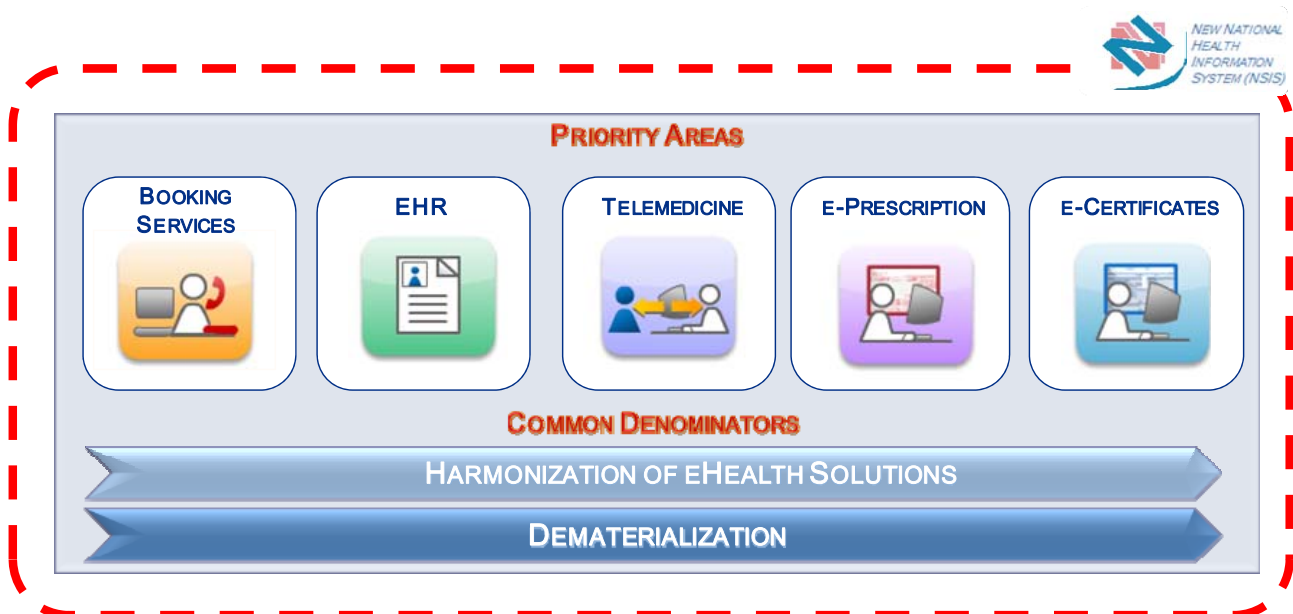 NEW NATIONAL
HEALTH
INFORMATION
SYSTEM (NSIS)
PRIORITY AREAS
BOOKING
SERVICES
EHR
TELEMEDICINE
E-PRESCRIPTION
E-CERTIFICATES
COMMON DENOMINATORS
HARMONIZATION OF EHEALTH SOLUTIONS
DEMATERIALIZATION